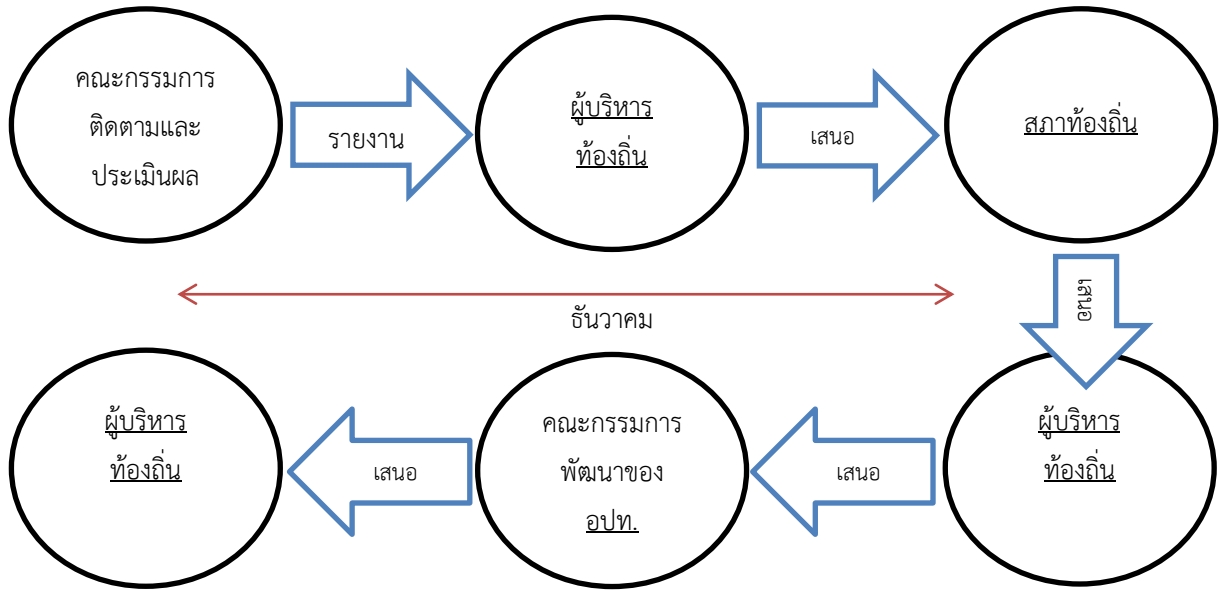 คณะกรรมการ
ติดตามและ
ประเมินผล
รายงาน
ผู้บริหาร
ท้องถิ่น
เสนอ
สภาท้องถิ่น
เสนอ
ธันวาคม
ผู้บริหาร
ท้องถิ่น
เสนอ
คณะกรรมการ
พัฒนาของ
อปท.
เสนอ
ผู้บริหาร
ท้องถิ่น